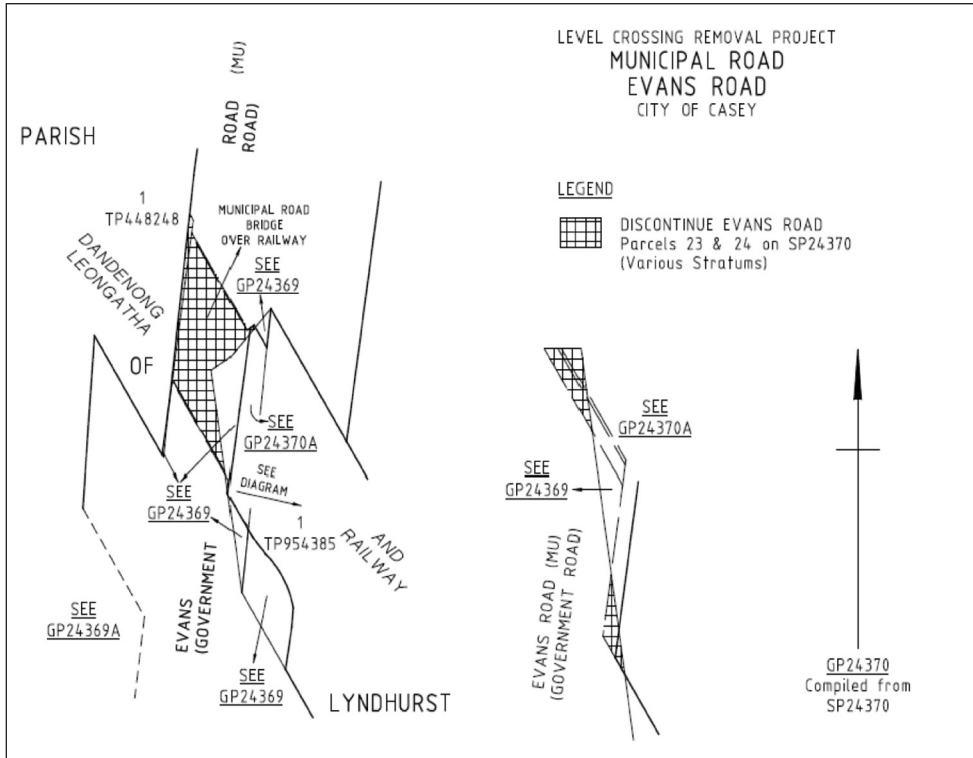 LEVEL CROSSING REMOVAL PROJECT
MUNICIPAL ROAD
EVANS ROAD
CITY OF CASEY
LEGEND
DISCONTINUE EVANS ROAD
Parcels 23 & 24 on SP24370
(Various Stratums)
PARISH
ROAD (MU)
ROAD)
1
TP448248
MUNICIPAL ROAD
BRIDGE
OVER RAILWAY
SEE
GP24369
DANDENONG
LEONGATHA
OF
SEE
GP24370A
SEE
DIAGRAM
SEE
GP24369
1
TP954385
AND
RAILWAY
EVANS
(GOVERNMENT
SEE
GP24369A
SEE
GP24369
LYNDHURST
SEE
GP24370A
SEE
GP24369
EVANS ROAD (MU)
(GOVERNMENT ROAD)
GP24370
Compiled from
SP24370